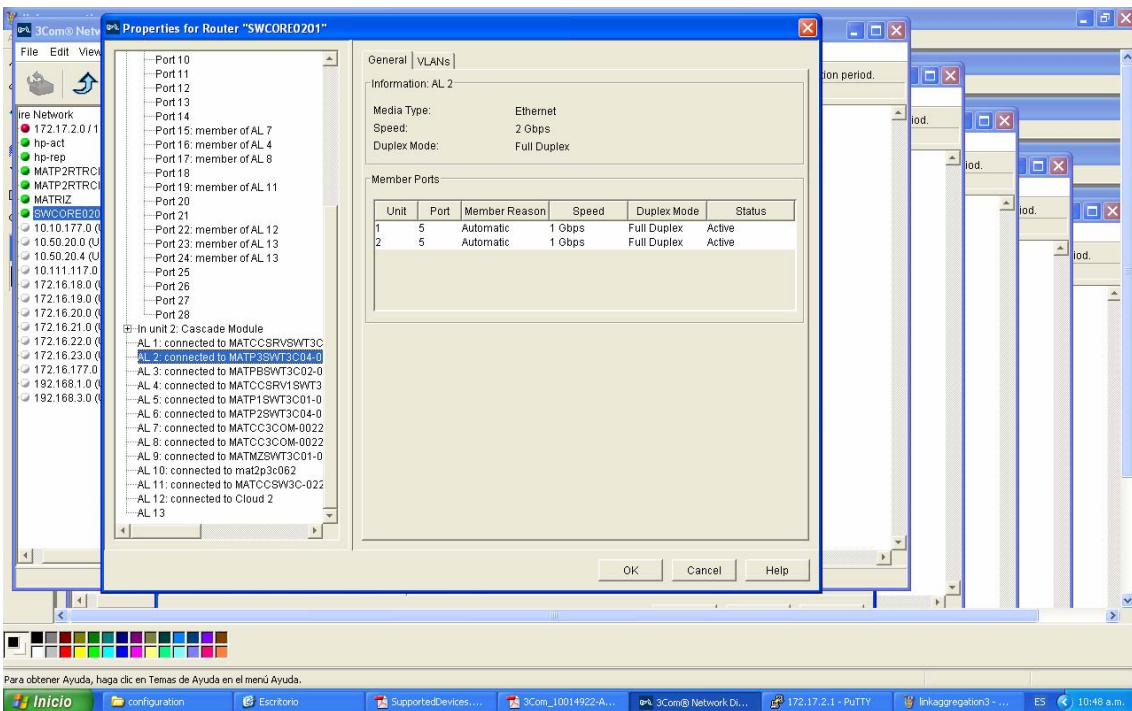 3Com® Netw
Properties for Router "SWCORE0201"
File Edit View
ire Network
172.17.2.0 / 1
hp-act
hp-rep
MATP2RTRCI
MATP2RTRCI
MATRIZ
SWCORE020
10.10.177.0 (U
10.50.20.0 (U
10.50.20.4 (U
10.111.117.0
172.16.18.0 (U
172.16.19.0 (U
172.16.20.0 (U
172.16.21.0 (U
172.16.22.0 (U
172.16.23.0 (U
172.16.177.0
192.168.1.0 (U
192.168.3.0 (U
Port 10
Port 11
Port 12
Port 13
Port 14
Port 15: member of AL 7
Port 16: member of AL 4
Port 17: member of AL 8
Port 18
Port 19: member of AL 11
Port 20
Port 21
Port 22: member of AL 12
Port 23: member of AL 13
Port 24: member of AL 13
Port 25
Port 26
Port 27
Port 28
In unit 2: Cascade Module
AL 1: connected to MATCCSRVSWT3C
AL 2: connected to MATP3SWT3C04-0
AL 3: connected to MATPBSWT3C02-0
AL 4: connected to MATCCSRV1SWT3
AL 5: connected to MATP1SWT3C01-0
AL 6: connected to MATP2SWT3C04-0
AL 7: connected to MATCC3COM-0022
AL 8: connected to MATCC3COM-0022
AL 9: connected to MATMZSWT3C01-0
AL 10: connected to mat2p3c062
AL 11: connected to MATCCSW3C-022
AL 12: connected to Cloud 2
AL 13
General VLANs
Information: AL 2
Media Type: Ethernet
Speed: 2 Gbps
Duplex Mode: Full Duplex
Member Ports
Unit Port Member Reason Speed Duplex Mode Status
1 5 Automatic 1 Gbps Full Duplex Active
2 5 Automatic 1 Gbps Full Duplex Active
OK Cancel Help
tion period.
iod.
iod.
iod.
iod.
Para obtener Ayuda, haga clic en Temas de Ayuda en el menú Ayuda.
Inicio configuration Escritorio SupportedDevices.... 3Com_10014922-A... 3Com® Network Di... 172.17.2.1 - PuTTY linkaggregation3 - ... ES 10:48 a.m.